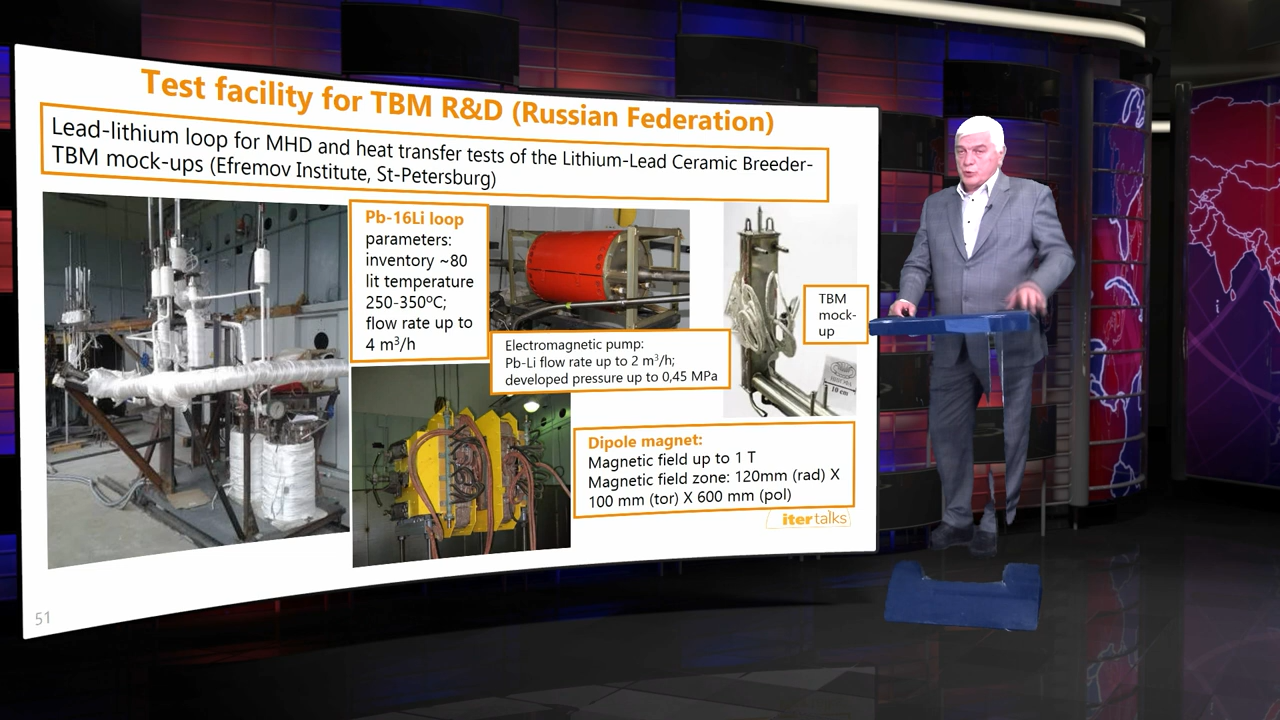 Test facility for TBM R&D (Russian Federation)
Lead-lithium loop for MHD and heat transfer tests of the Lithium-Lead Ceramic Breeder-
TBM mock-ups (Efremov Institute, St-Petersburg)
Pb-16Li loop
parameters:
inventory ~80
lit temperature
250-350ºC;
flow rate up to
4 m³/h
Electromagnetic pump:
Pb-Li flow rate up to 2 m³/h;
developed pressure up to 0,45 MPa
TBM
mock-
up
10 cm
Dipole magnet:
Magnetic field up to 1 T
Magnetic field zone: 120mm (rad) X
100 mm (tor) X 600 mm (pol)
itertalks
51